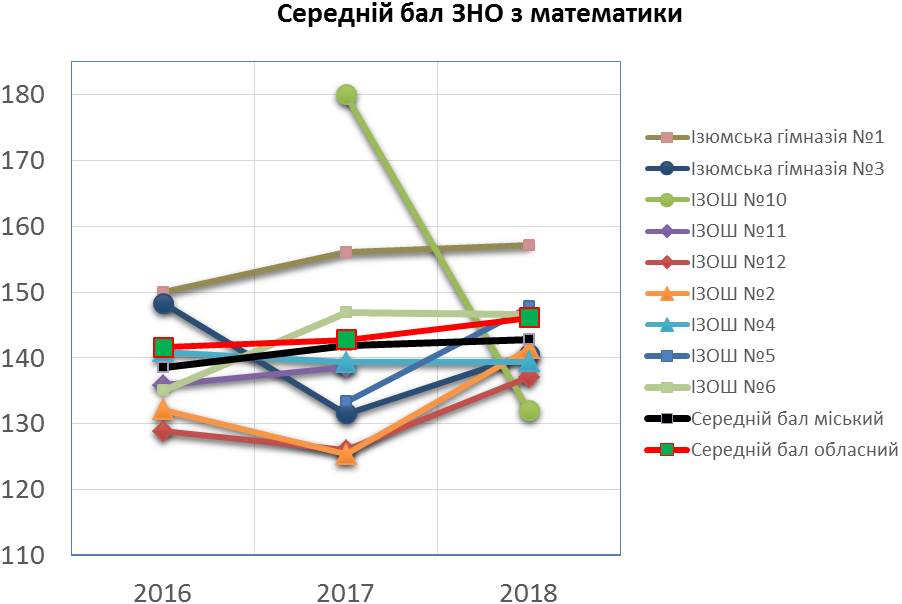 Середній бал ЗНО з математики
180
170
160
150
140
130
120
110
2016 2017 2018
Ізюмська гімназія №1
Ізюмська гімназія №3
ІЗОШ №10
ІЗОШ №11
ІЗОШ №12
ІЗОШ №2
ІЗОШ №4
ІЗОШ №5
ІЗОШ №6
Середній бал міський
Середній бал обласний